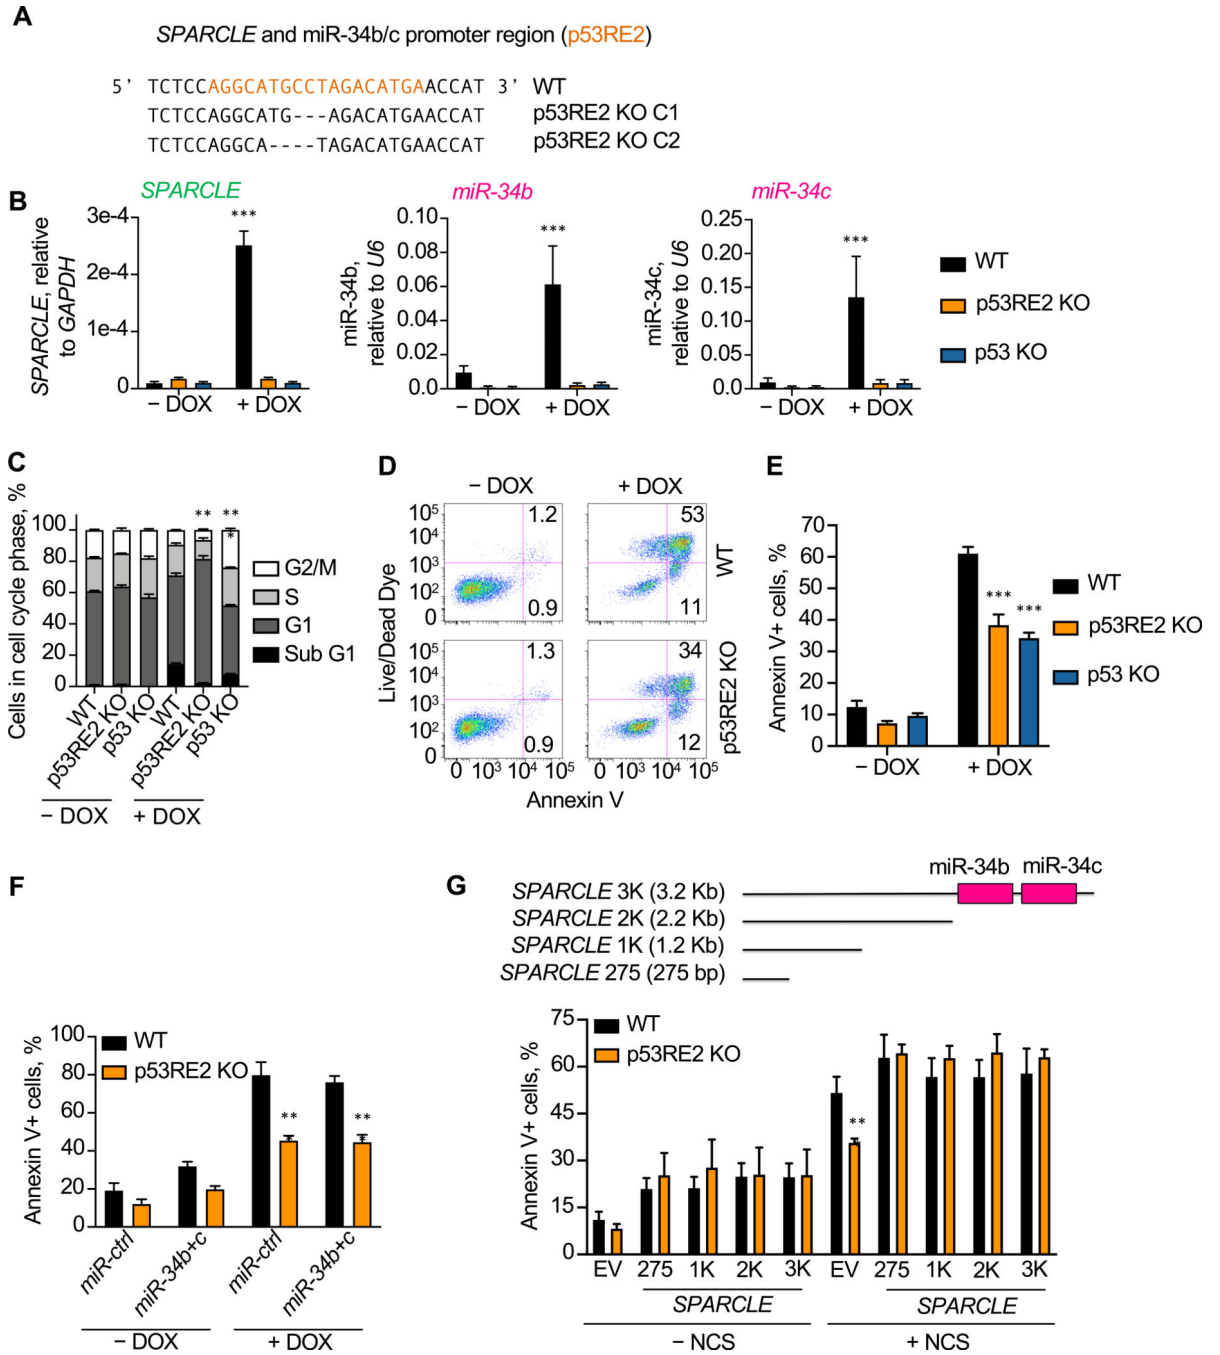 A
SPARCLE and miR-34b/c promoter region (p53RE2)
5’ TCTCCAGGCATGCCTAGACATGAACCAT 3’ WT
TCTCCAGGCATG---AGACATGAACCAT p53RE2 KO C1
TCTCCAGGCA----TAGACATGAACCAT p53RE2 KO C2
B
SPARCLE
SPARCLE, relative
to GAPDH
3e-4
2e-4
1e-4
0
***
– DOX + DOX
miR-34b
miR-34b,
relative to U6
0.10
0.08
0.06
0.04
0.02
0.0
***
– DOX + DOX
miR-34c
miR-34c,
relative to U6
0.25
0.20
0.15
0.10
0.05
0.0
***
– DOX + DOX
WT
p53RE2 KO
p53 KO
C
Cells in cell cycle phase, %
100
80
60
40
20
0
** **
*
G2/M
S
G1
Sub G1
WT
p53RE2 KO
p53 KO
WT
p53RE2 KO
p53 KO
– DOX + DOX
D
– DOX + DOX
Live/Dead Dye
10⁵
10⁴
10³
10²
0
1.2
0.9
53
11
WT
10⁵
10⁴
10³
10²
0
1.3
0.9
34
12
p53RE2 KO
0 10³ 10⁴ 10⁵ 0 10³ 10⁴ 10⁵
Annexin V
E
Annexin V+ cells, %
70
60
50
40
30
20
10
0
*** ***
– DOX + DOX
WT
p53RE2 KO
p53 KO
F
Annexin V+ cells, %
100
80
60
40
20
0
WT
p53RE2 KO
**
*
**
*
miR-ctrl
miR-34b+c
miR-ctrl
miR-34b+c
– DOX + DOX
G
miR-34b miR-34c
SPARCLE 3K (3.2 Kb)
SPARCLE 2K (2.2 Kb)
SPARCLE 1K (1.2 Kb)
SPARCLE 275 (275 bp)
Annexin V+ cells, %
75
60
45
30
15
0
WT
p53RE2 KO
**
EV 275 1K 2K 3K EV 275 1K 2K 3K
SPARCLE SPARCLE
– NCS + NCS